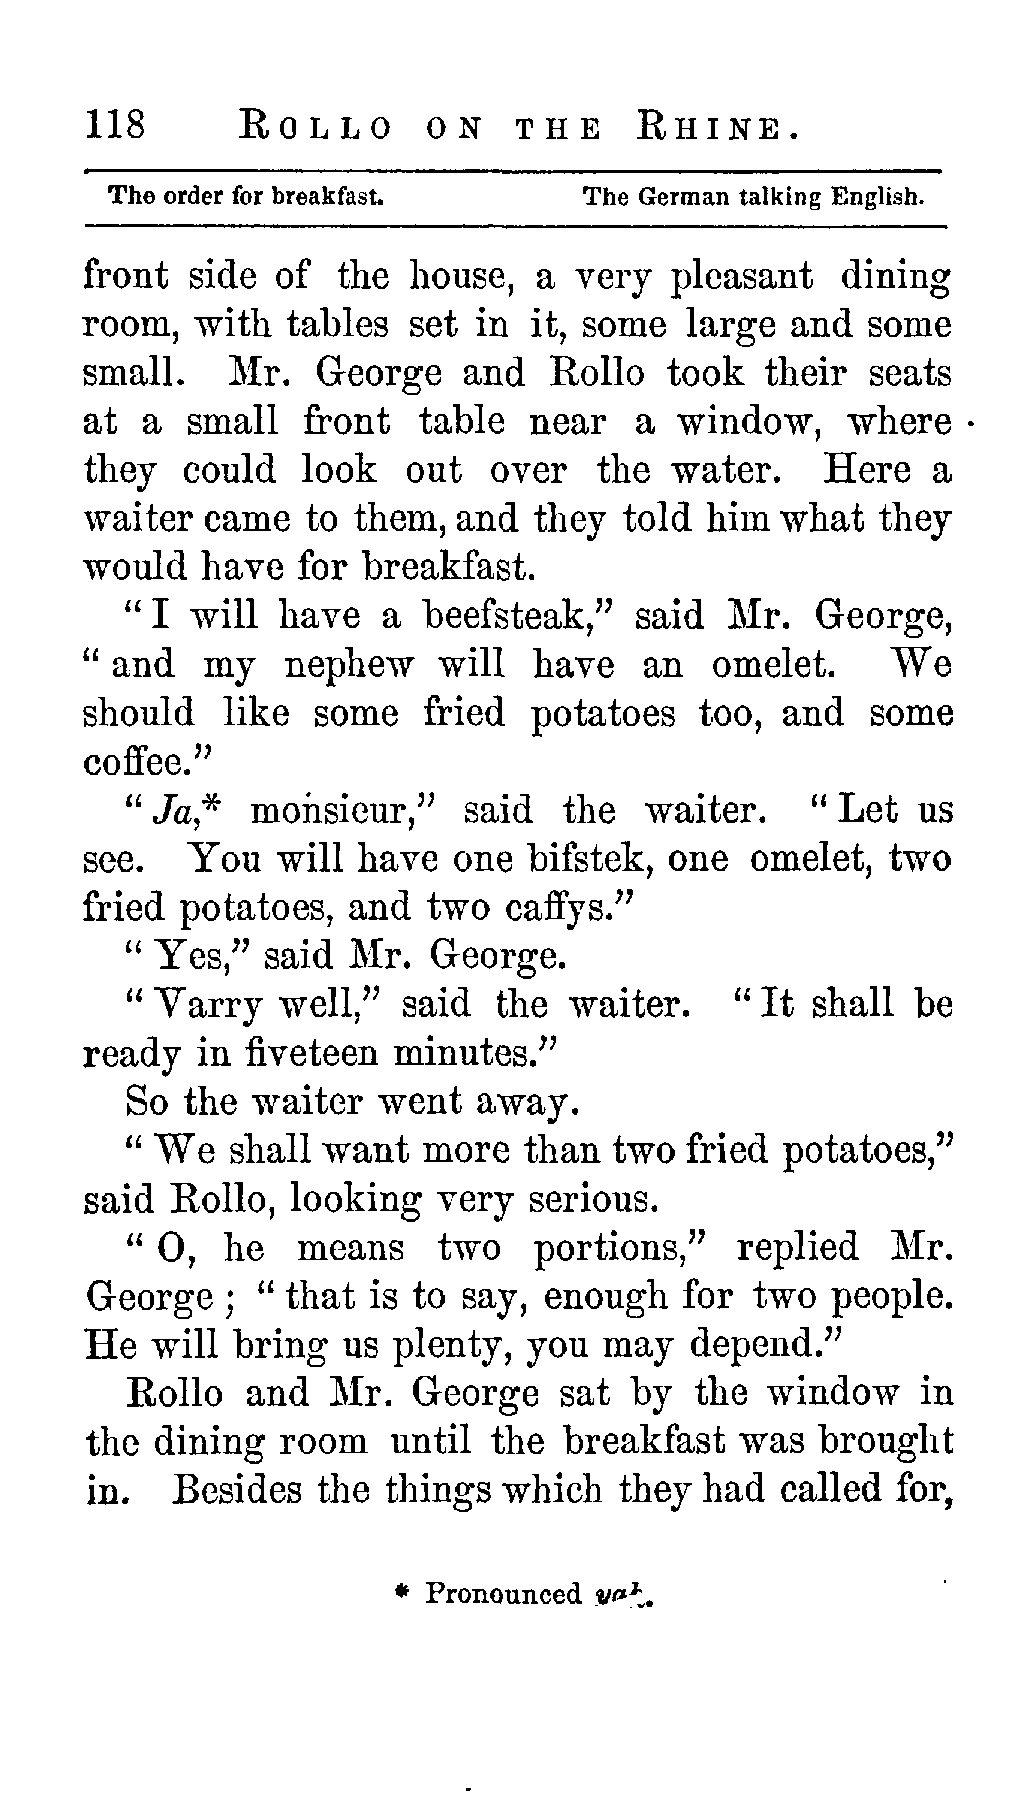 118 ROLLO ON THE RHINE.
The order for breakfast. The German talking English.
front side of the house, a very pleasant dining
room, with tables set in it, some large and some
small. Mr. George and Rollo took their seats
at a small front table near a window, where
they could look out over the water. Here a
waiter came to them, and they told him what they
would have for breakfast.
“I will have a beefsteak,” said Mr. George,
“and my nephew will have an omelet. We
should like some fried potatoes too, and some
coffee.”
“Ja,* monsieur,” said the waiter. “Let us
see. You will have one bifstek, one omelet, two
fried potatoes, and two caffys.”
“Yes,” said Mr. George.
“Varry well,” said the waiter. “It shall be
ready in fiveteen minutes.”
So the waiter went away.
“We shall want more than two fried potatoes,”
said Rollo, looking very serious.
“O, he means two portions,” replied Mr.
George; “that is to say, enough for two people.
He will bring us plenty, you may depend.”
Rollo and Mr. George sat by the window in
the dining room until the breakfast was brought
in. Besides the things which they had called for,
* Pronounced yah.